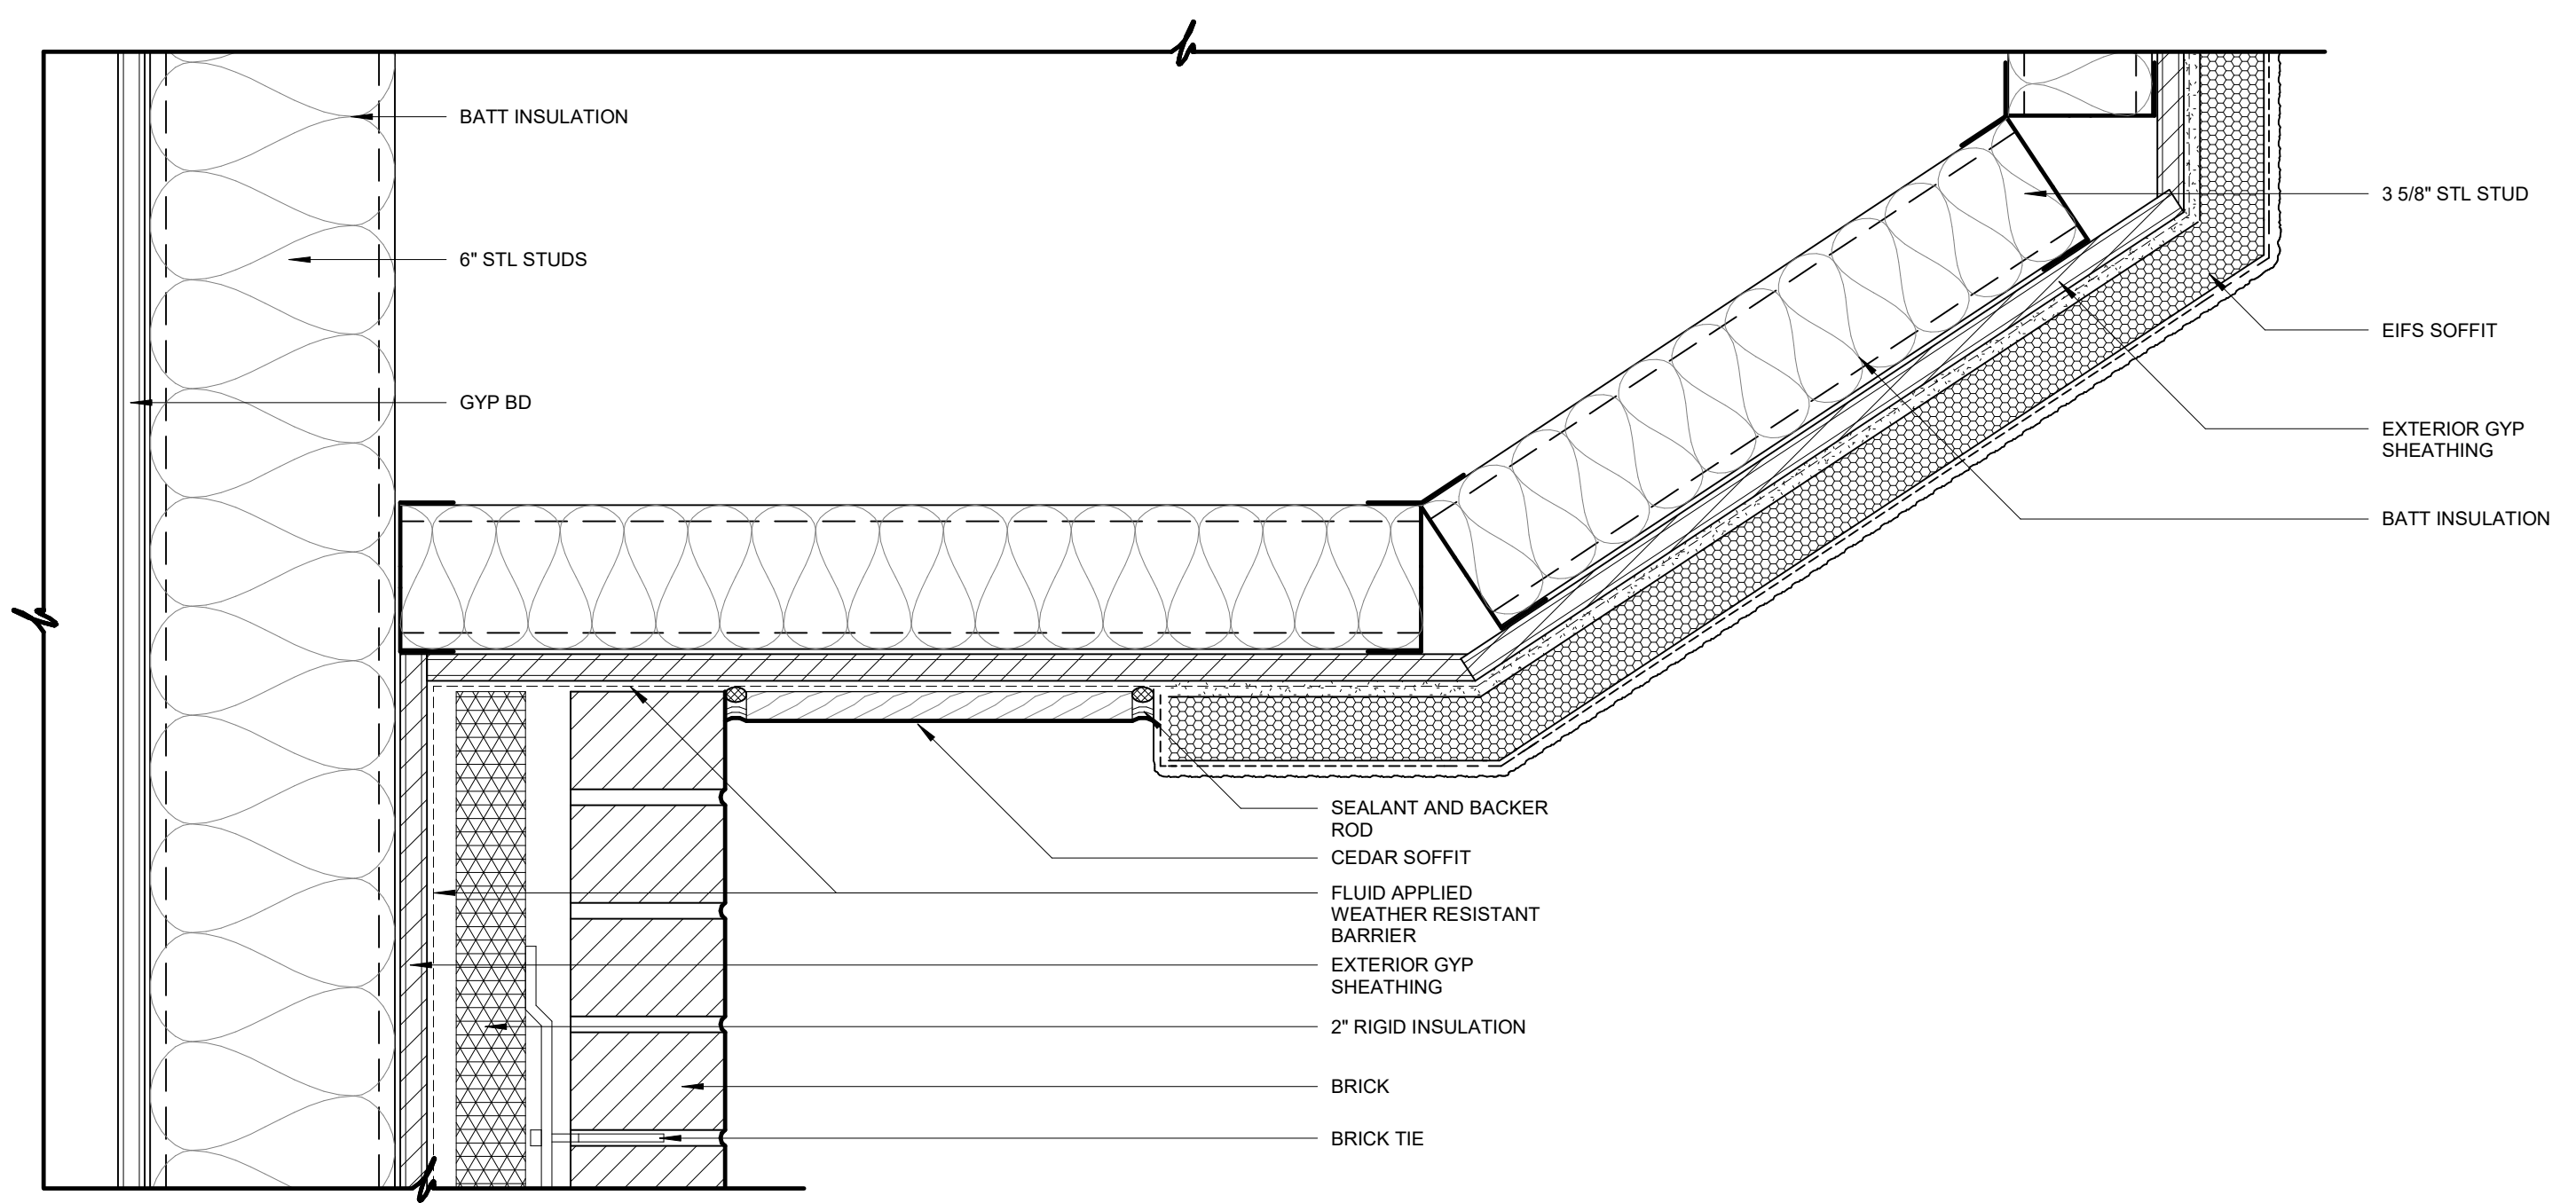 BATT INSULATION
6" STL STUDS
GYP BD
3 5/8" STL STUD
EIFS SOFFIT
EXTERIOR GYP
SHEATHING
BATT INSULATION
SEALANT AND BACKER
ROD
CEDAR SOFFIT
FLUID APPLIED
WEATHER RESISTANT
BARRIER
EXTERIOR GYP
SHEATHING
2" RIGID INSULATION
BRICK
BRICK TIE